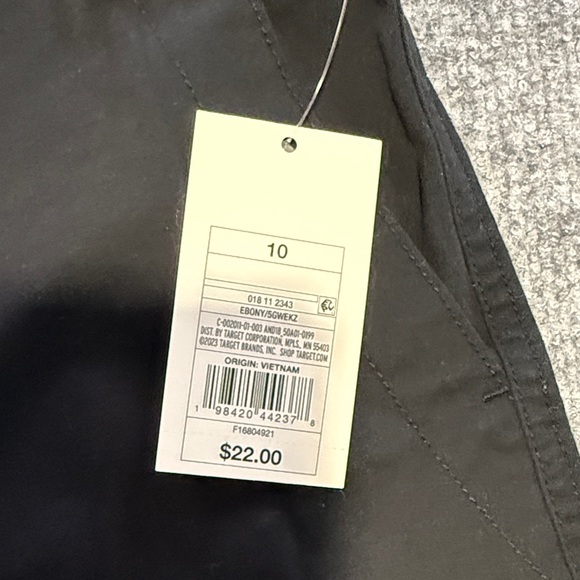 10
018 11 2343
EBONY/5GWEKZ
C-002011-01-003 AND18_50A01-0199
DIST. BY TARGET CORPORATION, MPLS., MN 55403
©2023 TARGET BRANDS, INC. SHOP TARGET.COM
ORIGIN: VIETNAM
1 98420 44237 8
F16804921
$22.00